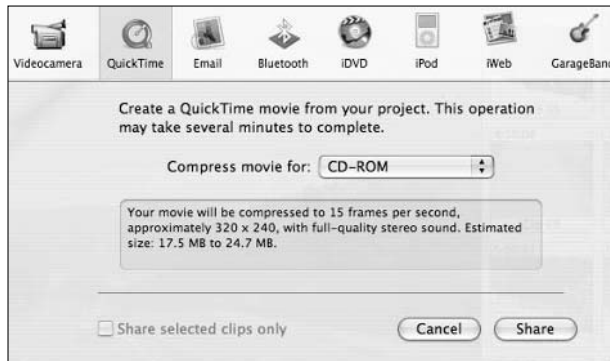 Videocamera QuickTime Email Bluetooth iDVD iPod iWeb GarageBan
Create a QuickTime movie from your project. This operation
may take several minutes to complete.
Compress movie for: CD-ROM
Your movie will be compressed to 15 frames per second,
approximately 320 x 240, with full-quality stereo sound. Estimated
size: 17.5 MB to 24.7 MB.
Share selected clips only Cancel Share